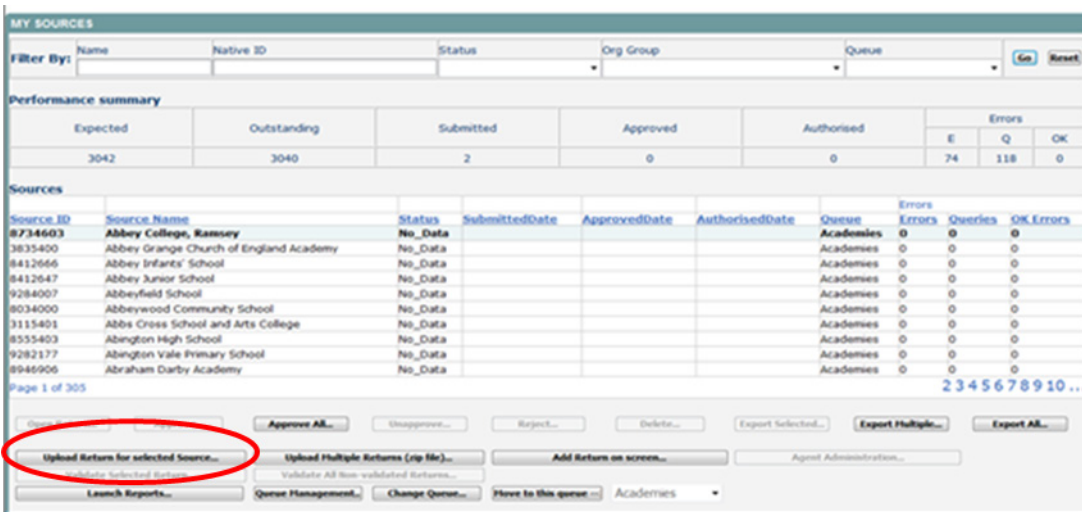 MY SOURCES
Name Native ID Status Org Group Queue
Filter By: Go Reset
Performance summary
Expected Outstanding Submitted Approved Authorised Errors
E Q OK
3042 3040 2 0 0 74 118 0
Sources
Errors
Source ID Source Name Status SubmittedDate ApprovedDate AuthorisedDate Queue Errors Queries OK Errors
8734603 Abbey College, Ramsey No_Data Academies 0 0 0
3835400 Abbey Grange Church of England Academy No_Data Academies 0 0 0
8412666 Abbey Infants' School No_Data Academies 0 0 0
8412647 Abbey Junior School No_Data Academies 0 0 0
9284007 Abbeyfield School No_Data Academies 0 0 0
8034000 Abbeywood Community School No_Data Academies 0 0 0
3115401 Abbs Cross School and Arts College No_Data Academies 0 0 0
8555403 Abington High School No_Data Academies 0 0 0
9282177 Abington Vale Primary School No_Data Academies 0 0 0
8946906 Abraham Darby Academy No_Data Academies 0 0 0
Page 1 of 305 2 3 4 5 6 7 8 9 10 ..
Approve All... Unapprove... Reject... Delete... Export Selected... Export Multiple... Export All...
Upload Return for selected Source... Upload Multiple Returns (zip file)... Add Return on screen... Agent Administration...
Validate Selected Return... Validate All Non-validated Returns...
Launch Reports... Queue Management... Change Queue... Move to this queue -- Academies